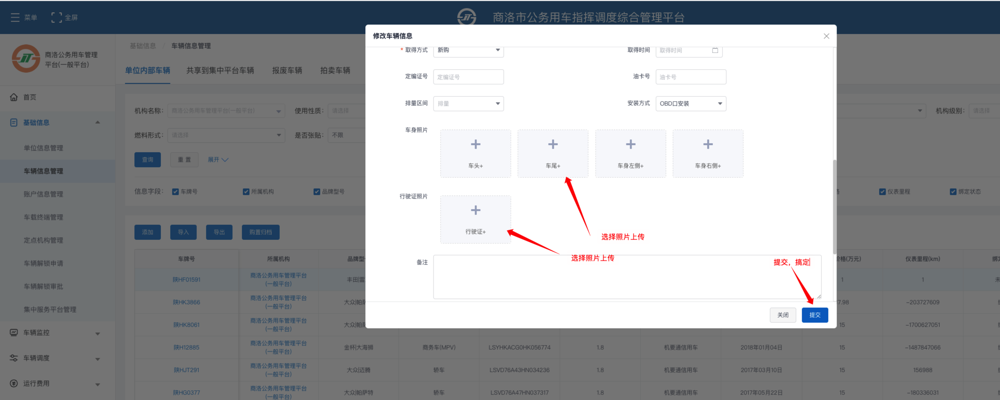 菜单 全屏 商洛市公务用车指挥调度综合管理平台
商洛公务用车管理
平台(一般平台)
首页
基础信息
单位信息管理
车辆信息管理
账户信息管理
车载终端管理
定点机构管理
车辆解锁申请
车辆解锁审批
集中服务平台管理
车辆监控
车辆调度
运行费用
基础信息 / 车辆信息管理
单位内部车辆 共享到集中平台车辆 报废车辆 拍卖车辆
机构名称: 商洛公务用车管理平台(一般平台) 使用性质: 请选择 机构级别: 请选择
燃料形式: 请选择 是否张贴: 不限
查询 重 置 展开
信息字段: 车牌号 所属机构 品牌型号 仪表里程 绑定状态
添加 导入 导出 购置归档
修改车辆信息
* 取得方式 新购 取得时间 取得时间
定编证号 定编证号 油卡号 油卡号
排量区间 排量 安装方式 OBD口安装
车身照片
车头+ 车尾+ 车身左侧+ 车身右侧+
行驶证照片
行驶证+
选择照片上传
选择照片上传
备注
提交，搞定
关闭 提交
车牌号 所属机构 品牌型 价格(万元) 仪表里程(km)
陕HF01591 商洛公务用车管理平台 丰田|雷 1 1
(一般平台)
陕HK3866 商洛公务用车管理平台 大众|帕 7.98 -203727609
(一般平台)
陕HK8061 商洛公务用车管理平台 大众|帕 15 -1700627051
(一般平台)
陕H12885 商洛公务用车管理平台 金杯|大海狮 商务车(MPV) LSYHKACG0HK056774 1.8 机要通信用车 2018年01月04日 15 -1487847066
(一般平台)
陕HJT291 商洛公务用车管理平台 大众|迈腾 轿车 LSVD76A43HN034236 1.8 机要通信用车 2017年03月10日 15 156988
(一般平台)
陕HG0377 商洛公务用车管理平台 大众|帕萨特 轿车 LSVD76A47HN037317 1.8 机要通信用车 2017年05月22日 15 -180336031
(一般平台)